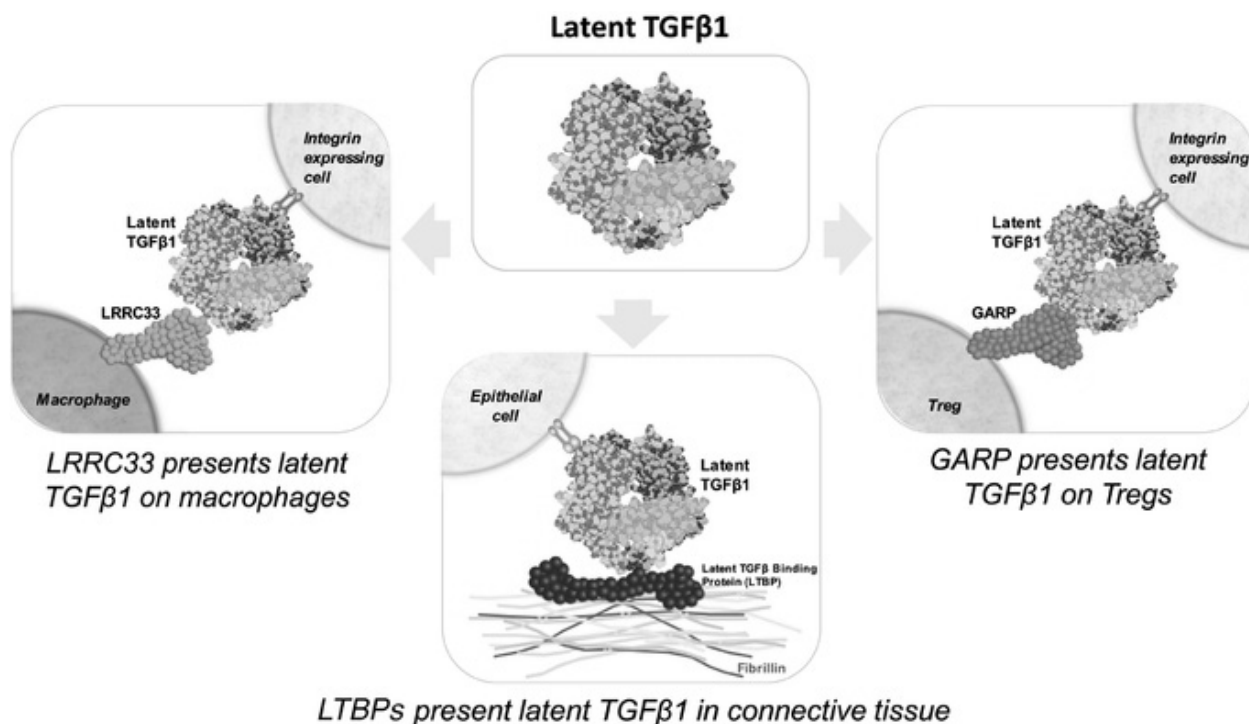 Latent TGFβ1
Integrin
expressing
cell
Latent
TGFβ1
LRRC33
Macrophage
LRRC33 presents latent
TGFβ1 on macrophages
Epithelial
cell
Latent
TGFβ1
Latent TGFβ Binding
Protein (LTBP)
Fibrillin
LTBPs present latent TGFβ1 in connective tissue
Integrin
expressing
cell
Latent
TGFβ1
GARP
Treg
GARP presents latent
TGFβ1 on Tregs